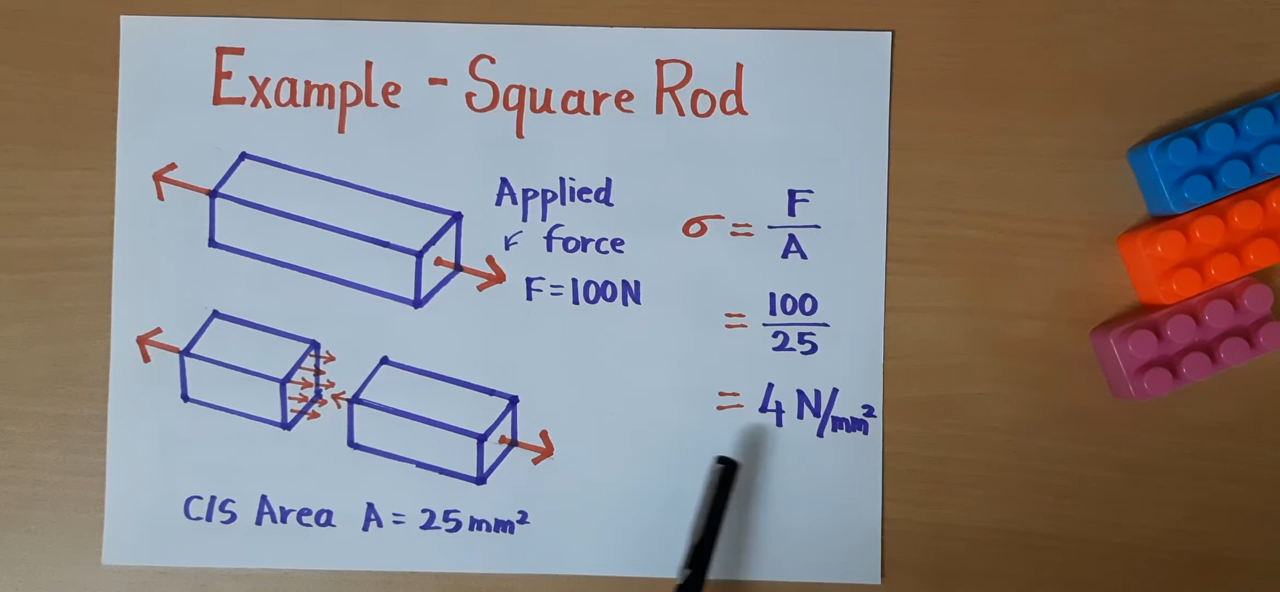 Example - Square Rod
Applied
F force
F=100N
C/S Area A = 25mm²
σ = F/A
= 100/25
= 4 N/mm²